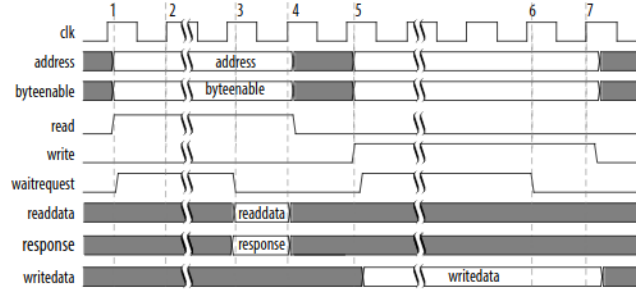 1 2 3 4 5 6 7
clk
address address
byteenable byteenable
read
write
waitrequest
readdata readdata
response response
writedata writedata